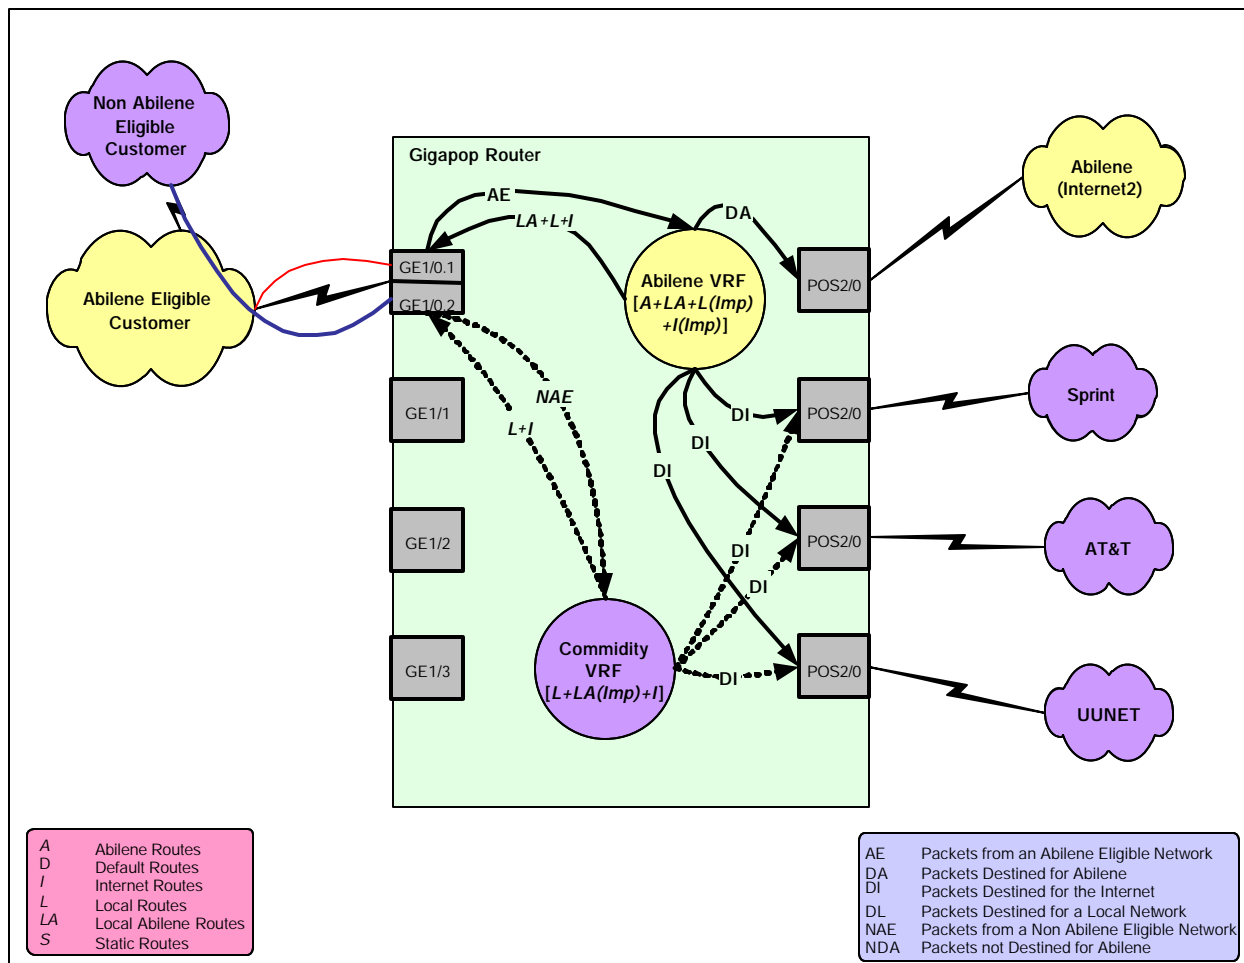 Non Abilene
Eligible
Customer
Abilene Eligible
Customer
Gigapop Router
AE
LA+L+I
DA
GE1/0.1
GE1/0.2
Abilene VRF
[A+LA+L(Imp)
+I(Imp)]
POS2/0
Abilene
(Internet2)
GE1/1
NAE
L+I
DI
DI
DI
POS2/0
Sprint
GE1/2
DI
DI
POS2/0
AT&T
GE1/3
Commidity
VRF
[L+LA(Imp)+I]
DI
POS2/0
UUNET
A Abilene Routes
D Default Routes
I Internet Routes
L Local Routes
LA Local Abilene Routes
S Static Routes
AE Packets from an Abilene Eligible Network
DA Packets Destined for Abilene
DI Packets Destined for the Internet
DL Packets Destined for a Local Network
NAE Packets from a Non Abilene Eligible Network
NDA Packets not Destined for Abilene